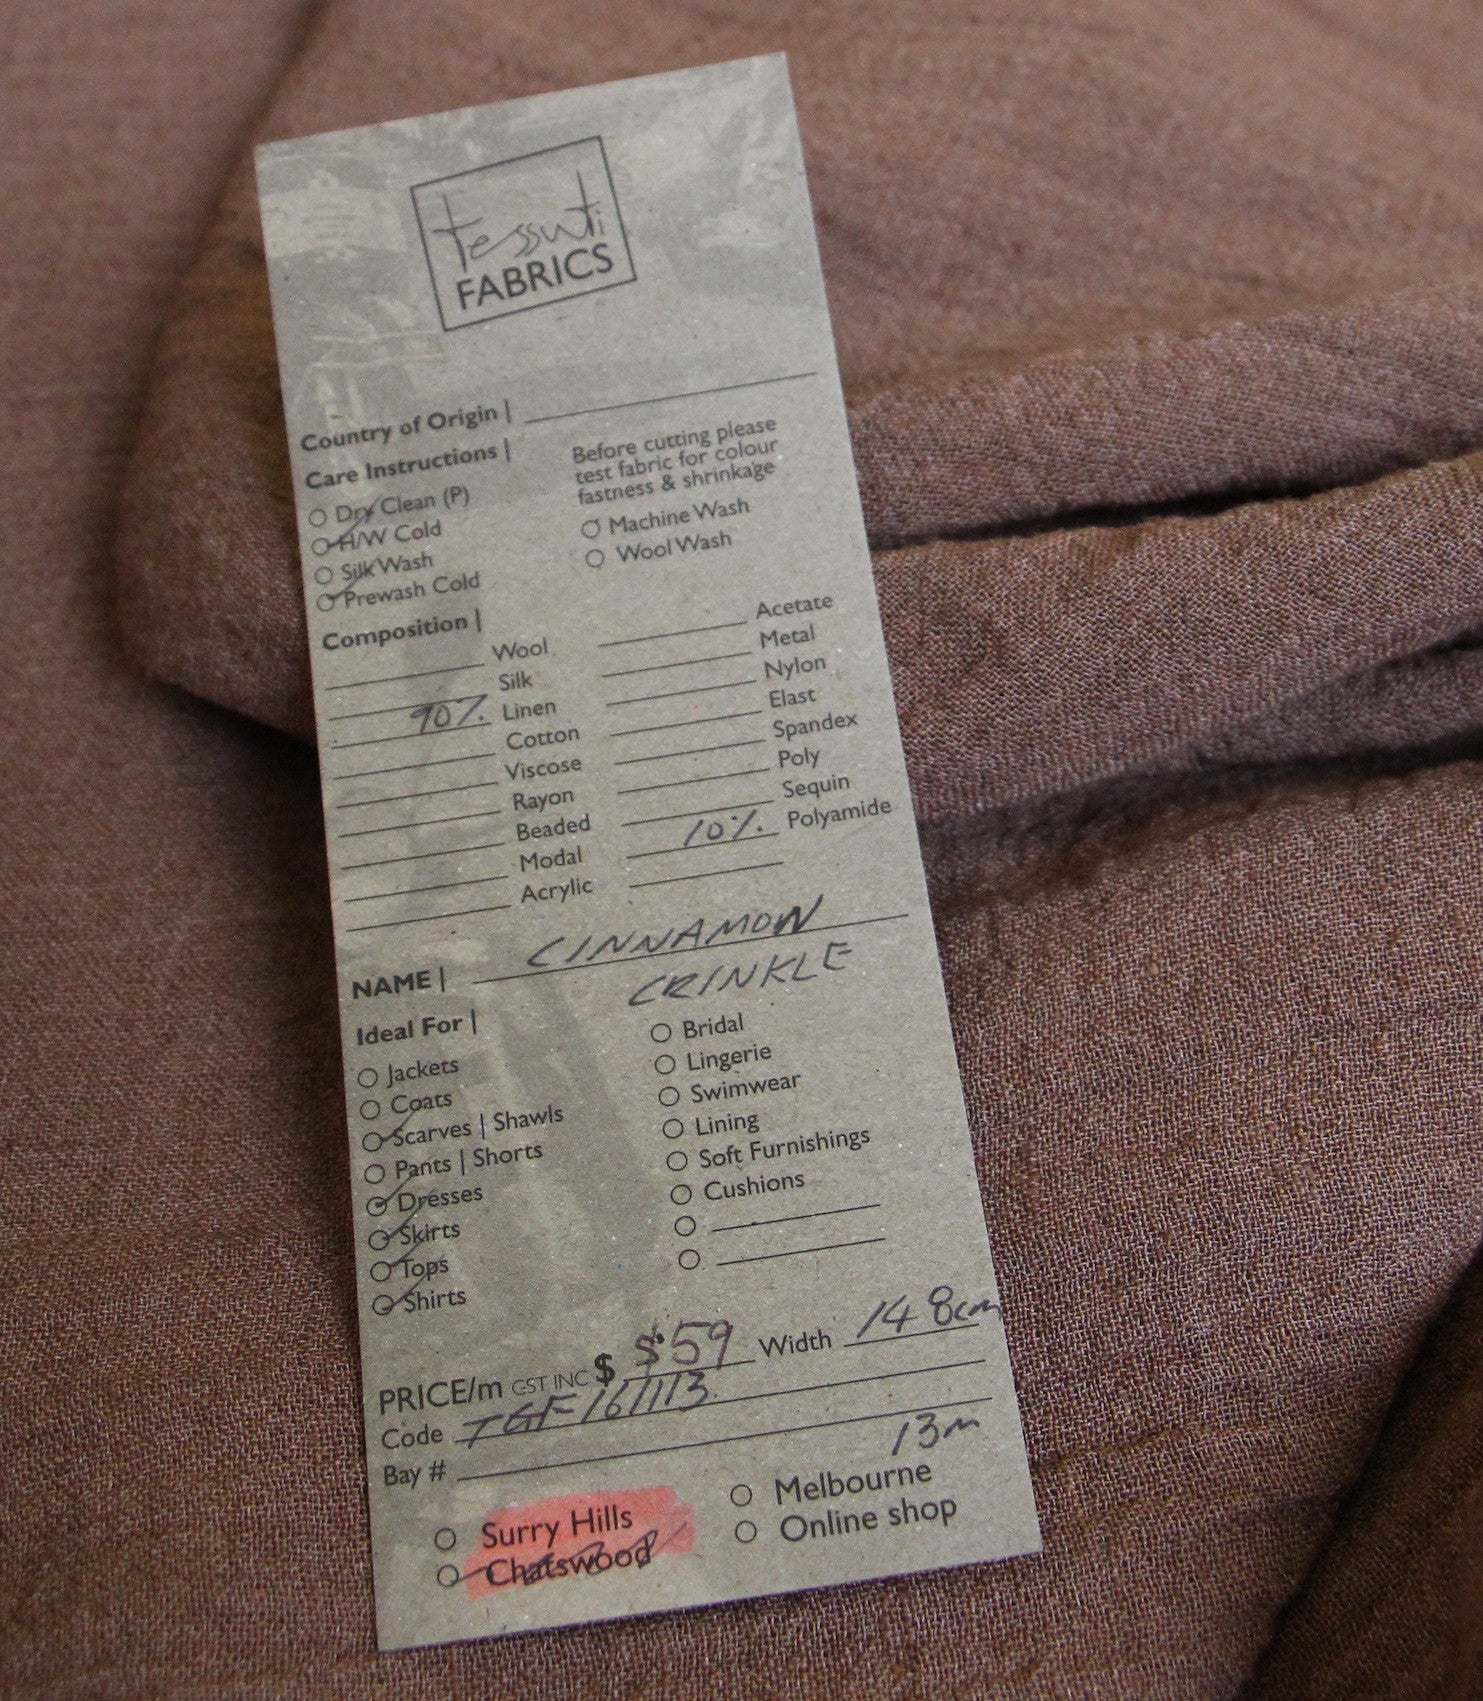 tessuti
FABRICS
Country of Origin |
Care Instructions |
Before cutting please
test fabric for colour
fastness & shrinkage
Dry Clean (P)
H/W Cold
Silk Wash
Prewash Cold
Machine Wash
Wool Wash
Composition |
Wool
Silk
90%. Linen
Cotton
Viscose
Rayon
Beaded
Modal
Acrylic
Acetate
Metal
Nylon
Elast
Spandex
Poly
Sequin
10%. Polyamide
NAME | CINNAMON
CRINKLE
Ideal For |
Jackets
Coats
Scarves | Shawls
Pants | Shorts
Dresses
Skirts
Tops
Shirts
Bridal
Lingerie
Swimwear
Lining
Soft Furnishings
Cushions
PRICE/m GST INC $ $59 Width 148cm
Code TGF161113.
Bay #
13m
Surry Hills
Chatswood
Melbourne
Online shop